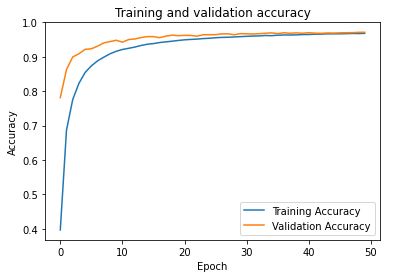 Training and validation accuracy
1.0
0.9
0.8
0.7
0.6
0.5
0.4
Accuracy
Training Accuracy
Validation Accuracy
0 10 20 30 40 50
Epoch